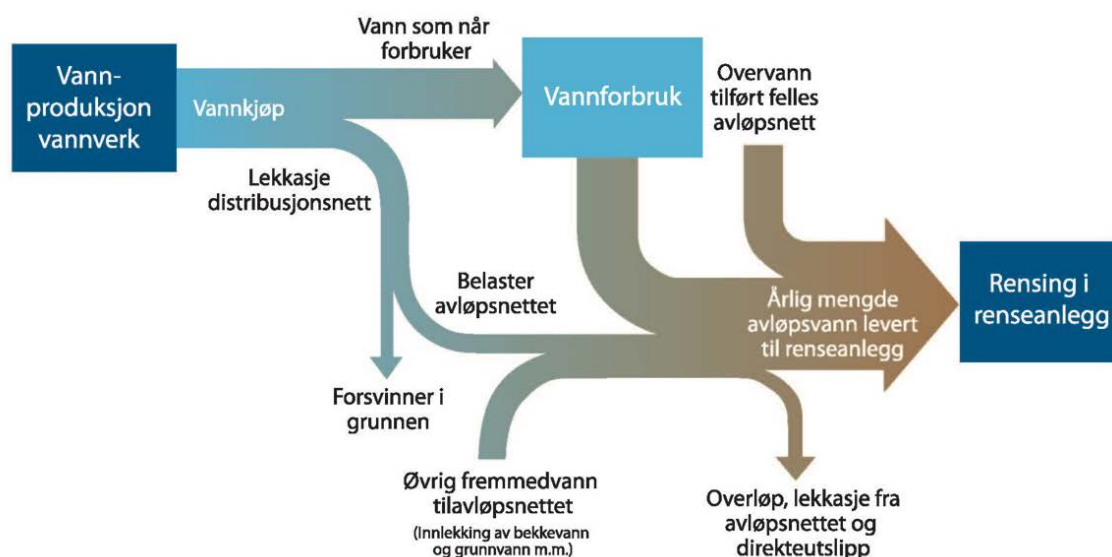 Vann-
produksjon
vannverk
Vannkjøp
Vann som når
forbruker
Vannforbruk
Overvann
tilført felles
avløpsnett
Lekkasje
distribusjonsnett
Belaster
avløpsnettet
Forsvinner i
grunnen
Årlig mengde
avløpsvann levert
til renseanlegg
Rensing i
renseanlegg
Øvrig fremmedvann
tilavløpsnettet
(Innlekking av bekkevann
og grunnvann m.m.)
Overløp, lekkasje fra
avløpsnettet og
direkteutslipp